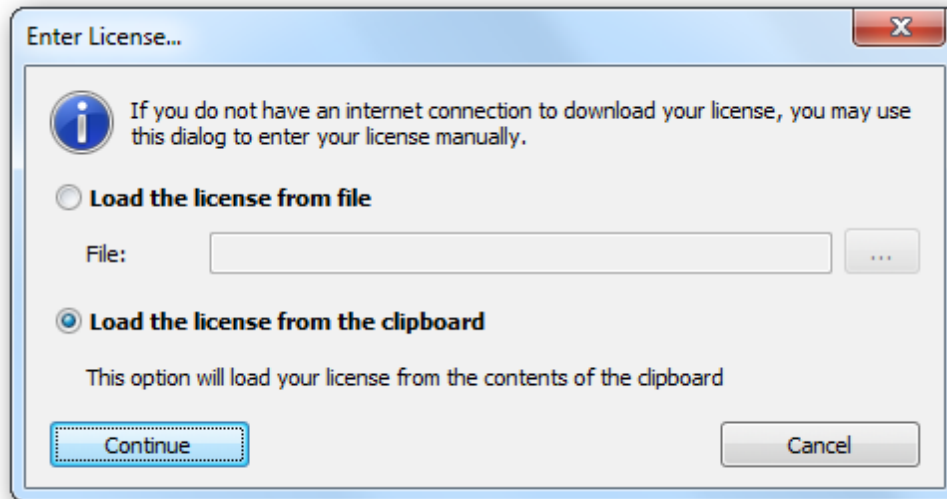 Enter License...
If you do not have an internet connection to download your license, you may use
this dialog to enter your license manually.
Load the license from file
File:
...
Load the license from the clipboard
This option will load your license from the contents of the clipboard
Continue
Cancel